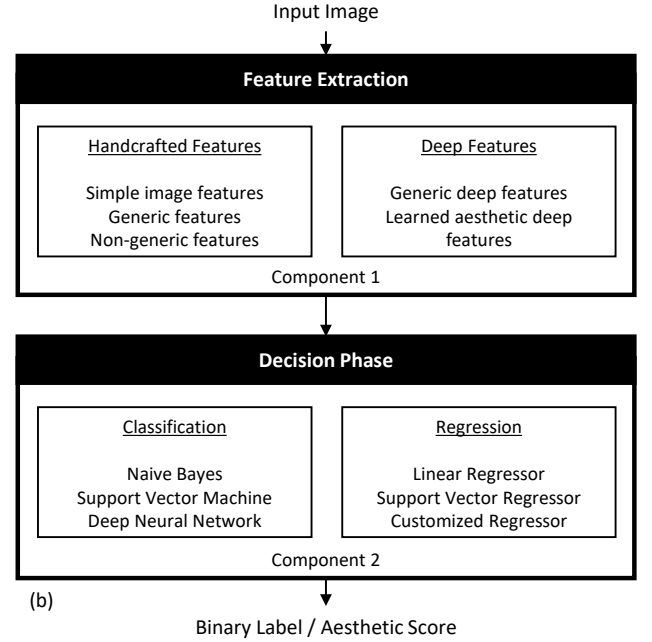 Input Image
Feature Extraction
Handcrafted Features
Simple image features
Generic features
Non-generic features
Deep Features
Generic deep features
Learned aesthetic deep
features
Component 1
Decision Phase
Classification
Naive Bayes
Support Vector Machine
Deep Neural Network
Regression
Linear Regressor
Support Vector Regressor
Customized Regressor
Component 2
(b)
Binary Label / Aesthetic Score